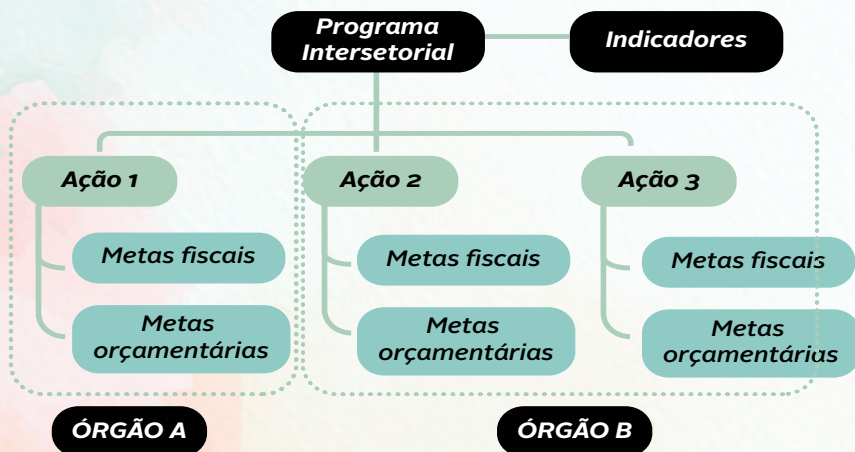 Programa
Intersetorial
Indicadores
Ação 1
Ação 2
Ação 3
Metas fiscais
Metas fiscais
Metas fiscais
Metas
orçamentárias
Metas
orçamentárias
Metas
orçamentárias
ÓRGÃO A
ÓRGÃO B